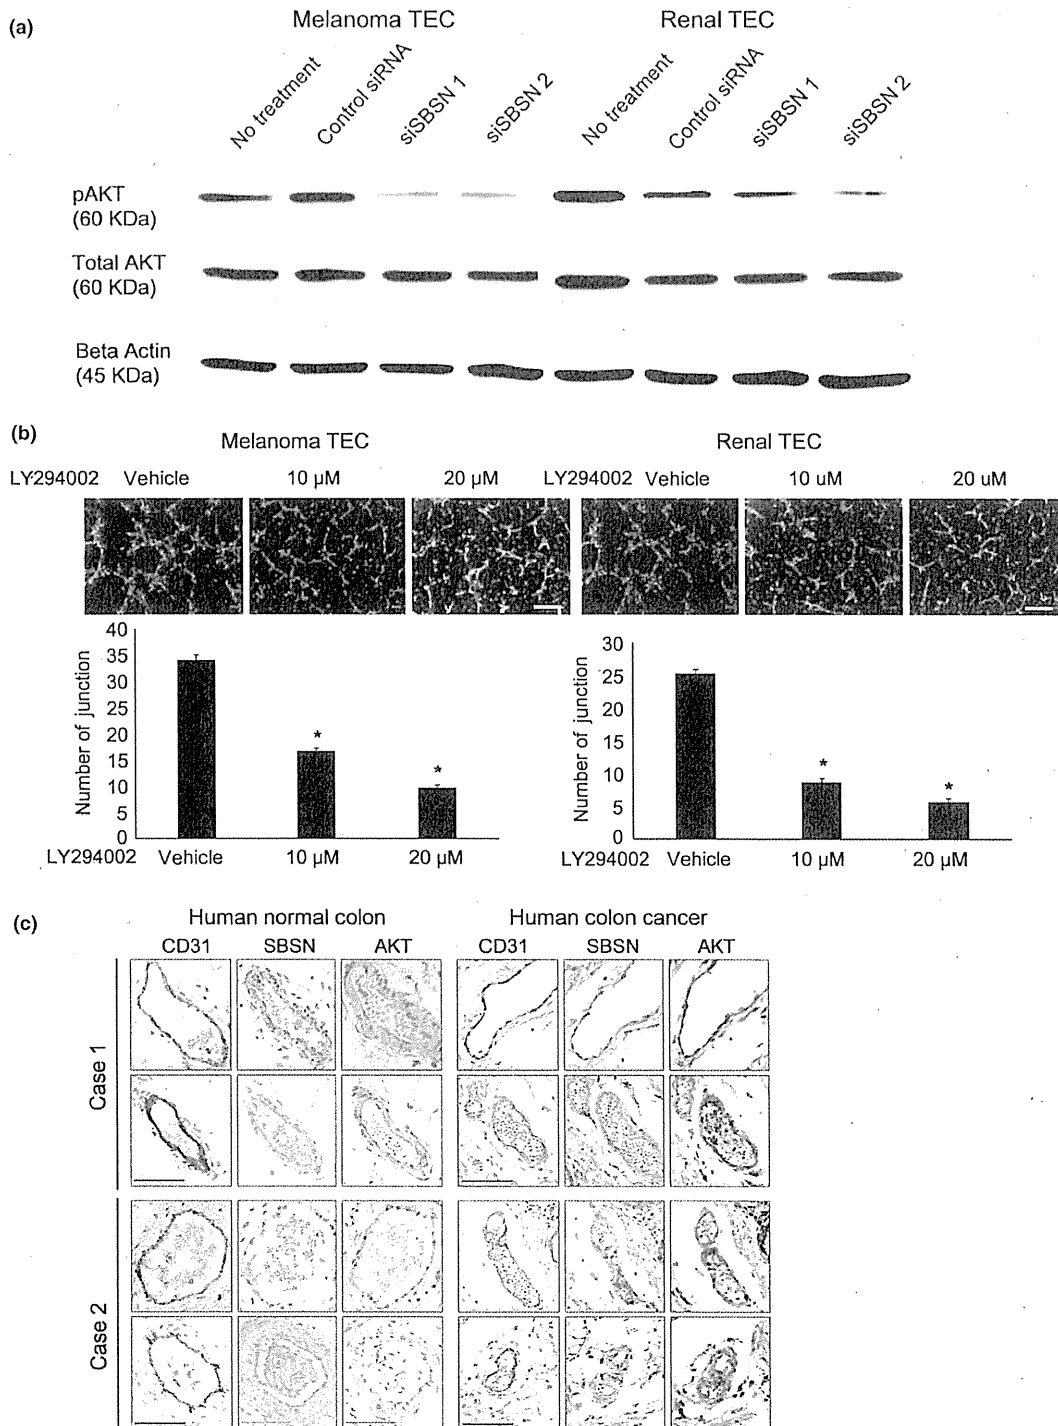 (a)
Melanoma TEC Renal TEC
No treatment Control siRNA siSBSN 1 siSBSN 2 No treatment Control siRNA siSBSN 1 siSBSN 2
pAKT
(60 KDa)
Total AKT
(60 KDa)
Beta Actin
(45 KDa)
(b)
Melanoma TEC Renal TEC
LY294002 Vehicle 10 µM 20 µM LY294002 Vehicle 10 uM 20 uM
Number of junction
40
35
30
25
20
15
10
5
0
* *
LY294002 Vehicle 10 µM 20 µM
Number of junction
30
25
20
15
10
5
0
* *
LY294002 Vehicle 10 µM 20 µM
(c)
Human normal colon Human colon cancer
CD31 SBSN AKT CD31 SBSN AKT
Case 1
Case 2